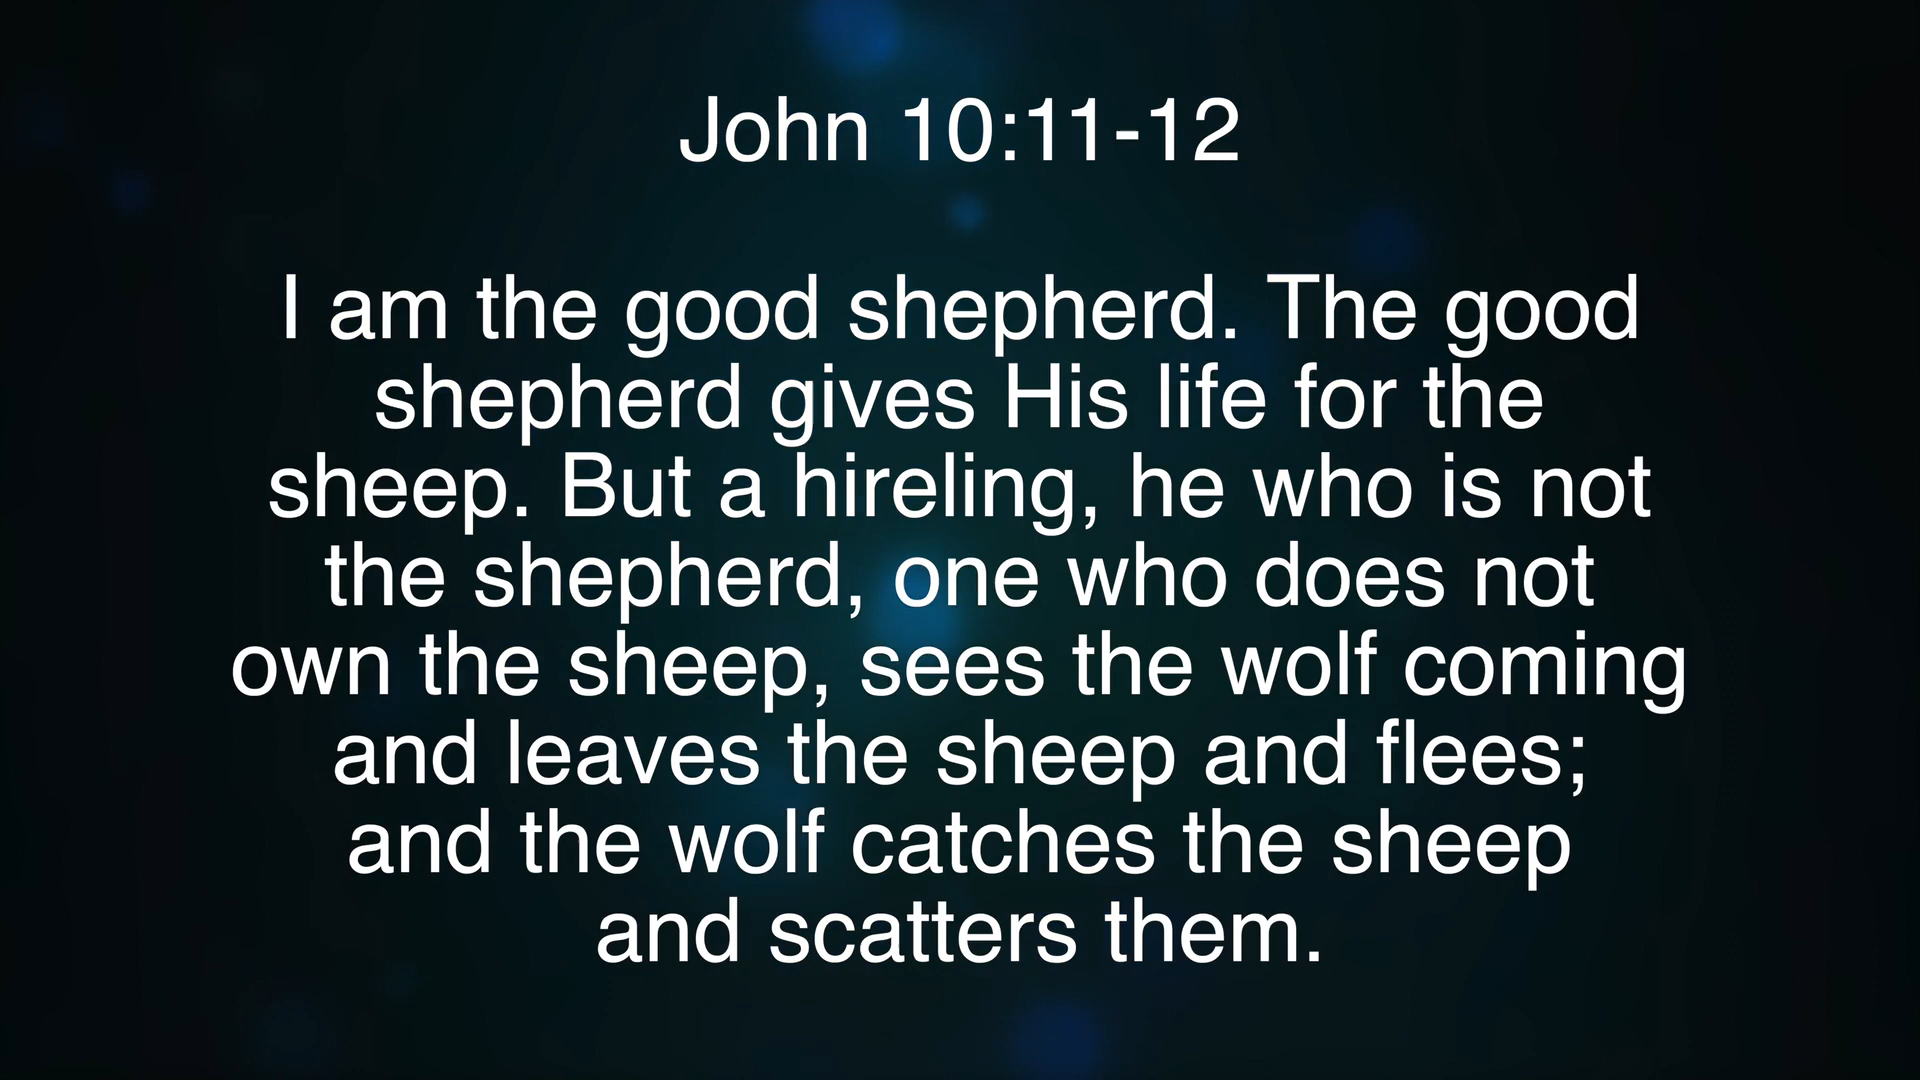 John 10:11-12
I am the good shepherd. The good
shepherd gives His life for the
sheep. But a hireling, he who is not
the shepherd, one who does not
own the sheep, sees the wolf coming
and leaves the sheep and flees;
and the wolf catches the sheep
and scatters them.